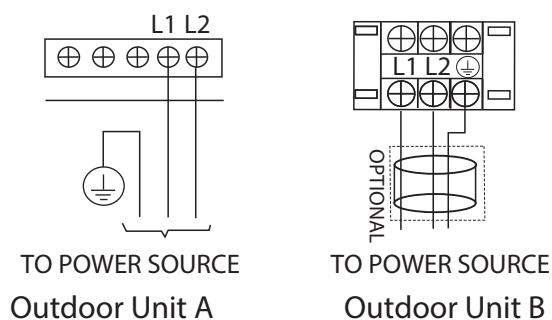 L1 L2
L1 L2
OPTIONAL
TO POWER SOURCE
TO POWER SOURCE
Outdoor Unit A
Outdoor Unit B